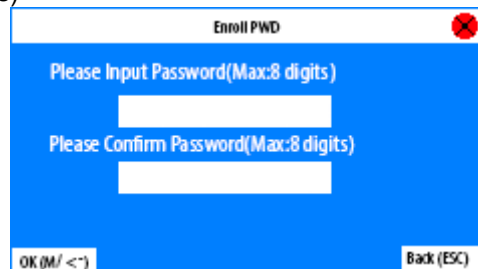 Enroll PWD
Please Input Password(Max:8 digits)
Please Confirm Password(Max:8 digits)
OK (M/ <-)
Back (ESC)